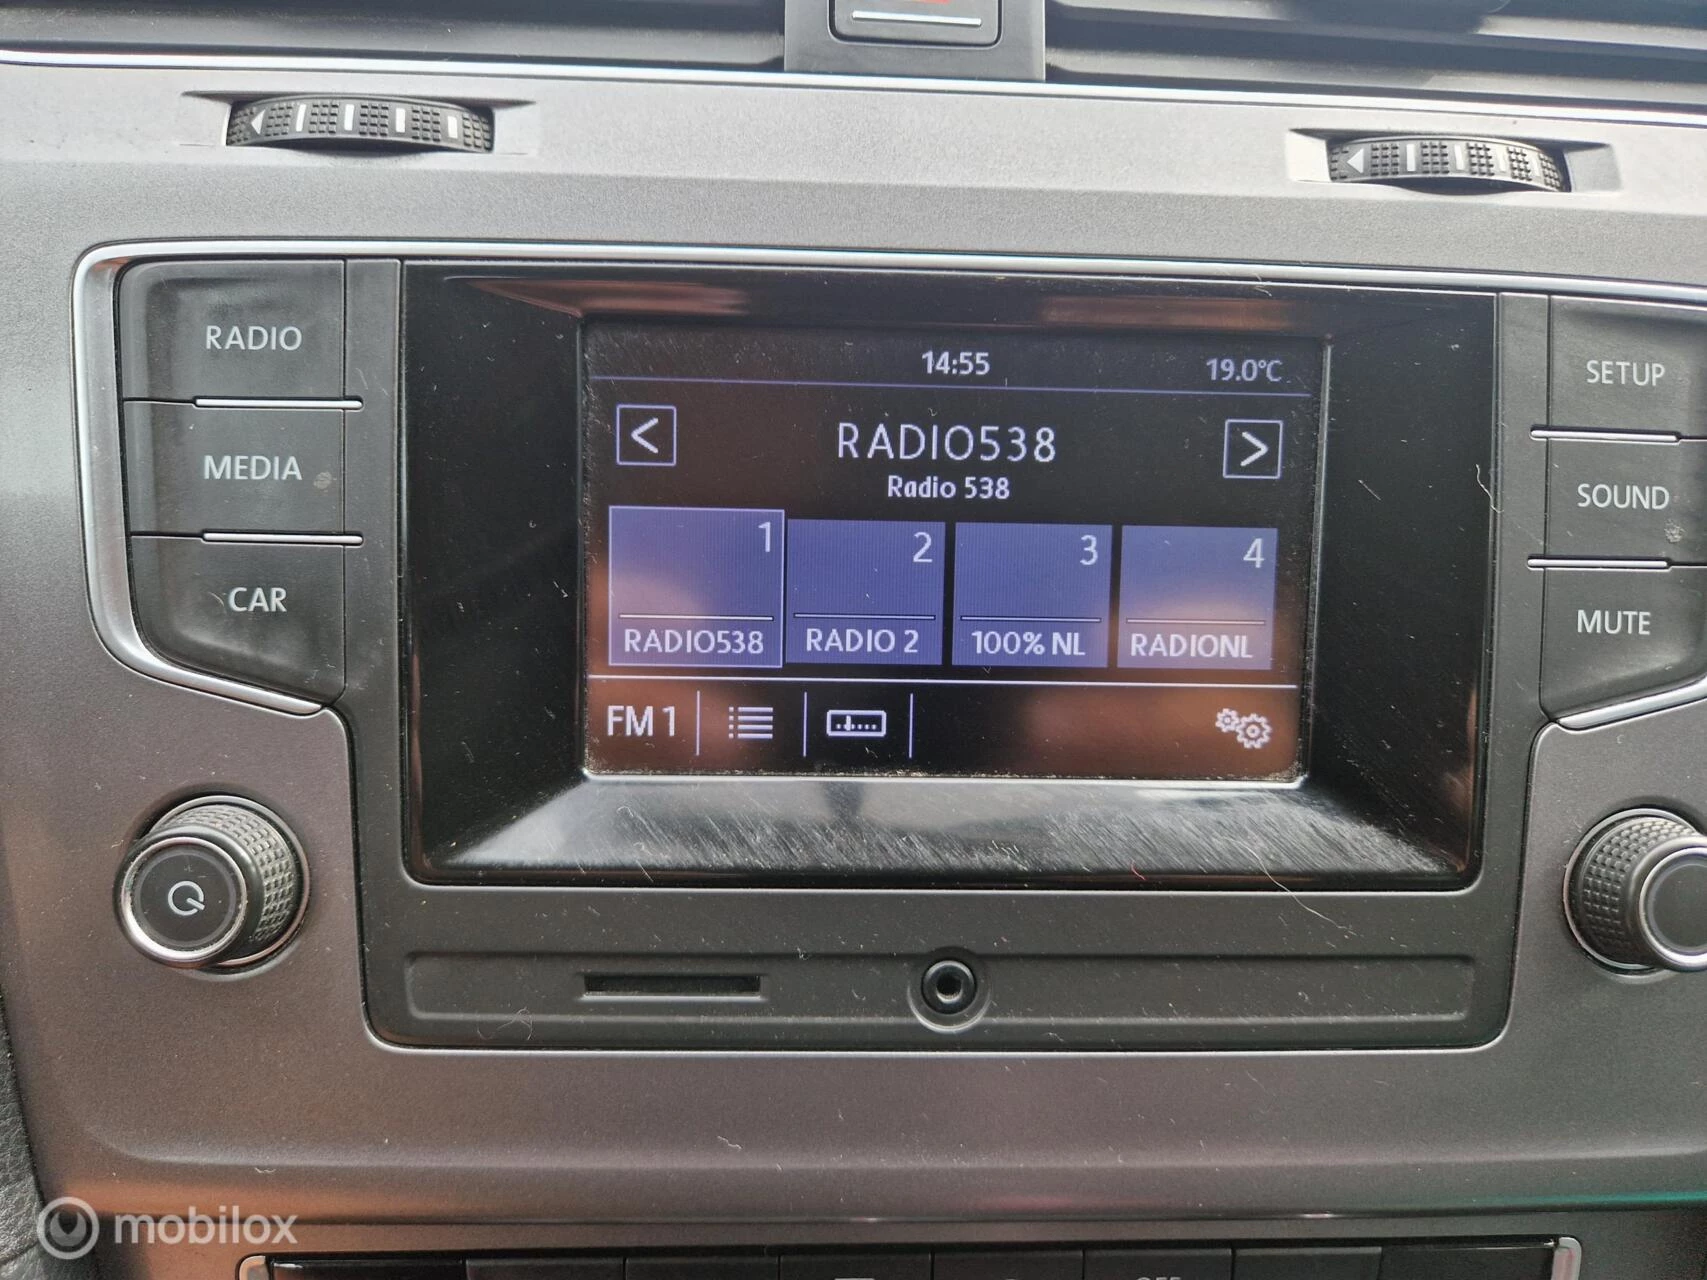 RADIO
MEDIA
CAR
14:55
19.0°C
<
RADIO538
>
Radio 538
1
2
3
4
RADIO538
RADIO 2
100% NL
RADIONL
FM 1
SETUP
SOUND
MUTE
mobilox
OFF